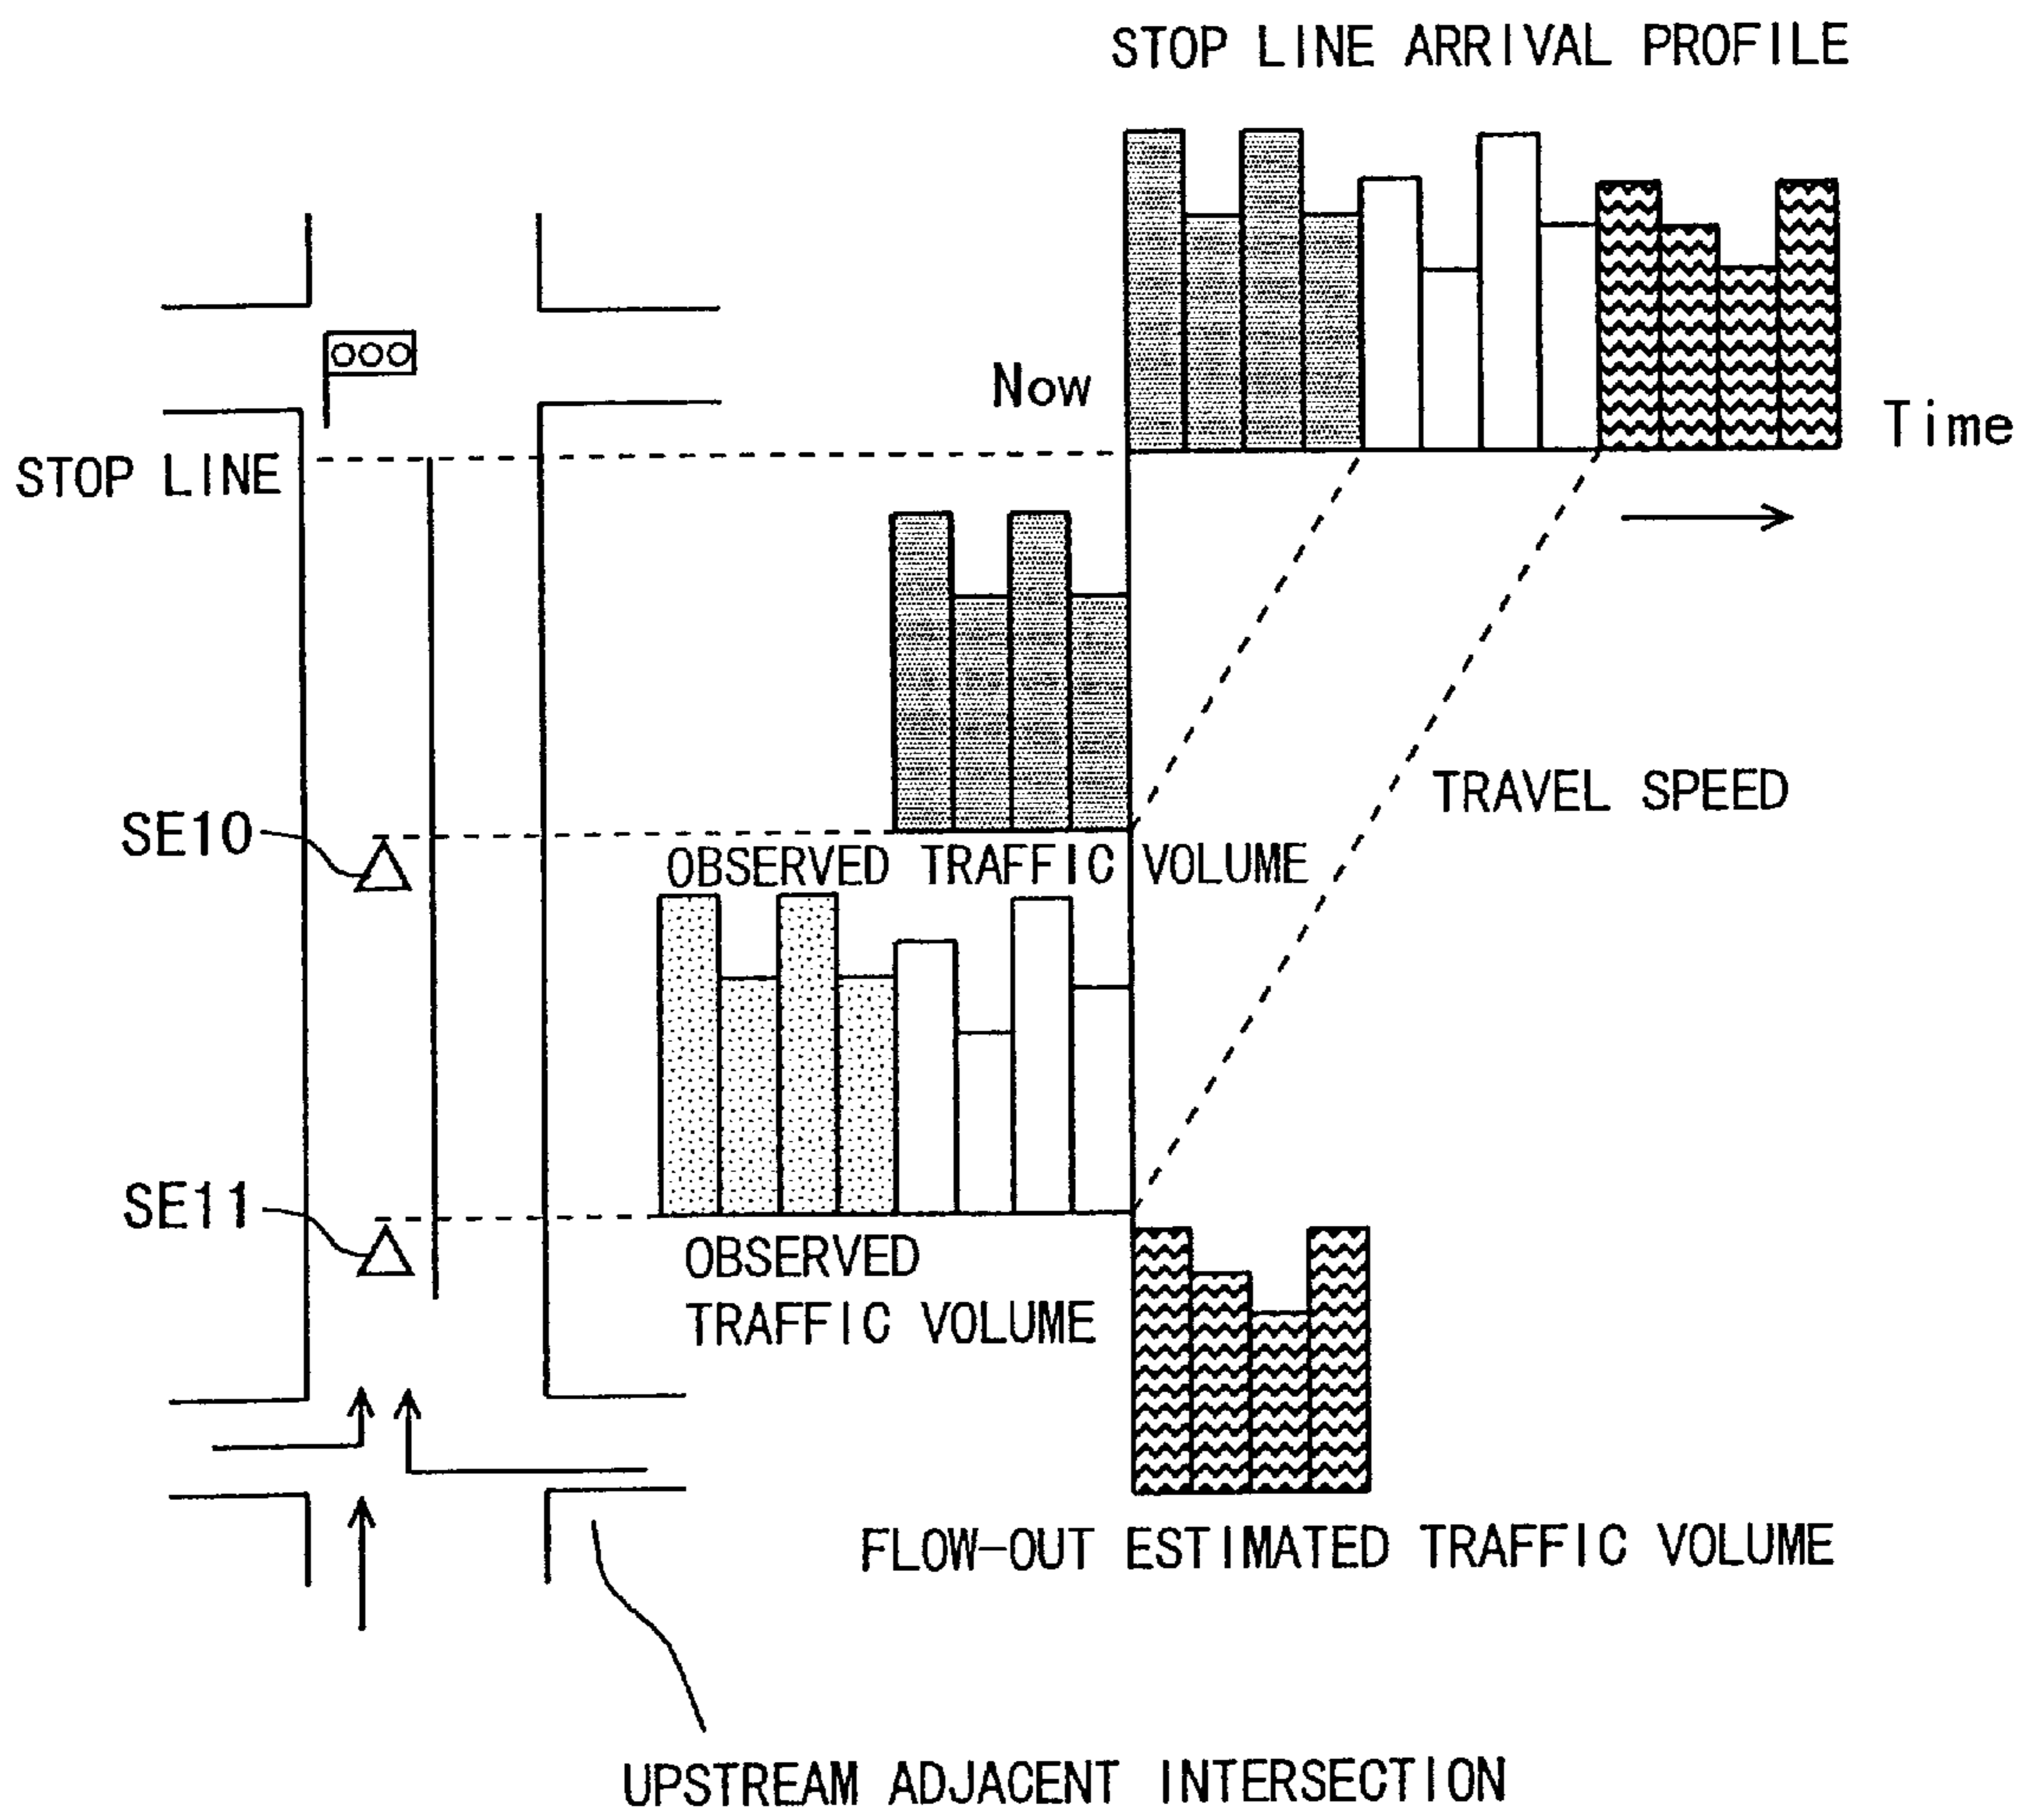 STOP LINE ARRIVAL PROFILE
Now
Time
STOP LINE
TRAVEL SPEED
SE10
OBSERVED TRAFFIC VOLUME
SE11
OBSERVED
TRAFFIC VOLUME
FLOW-OUT ESTIMATED TRAFFIC VOLUME
UPSTREAM ADJACENT INTERSECTION